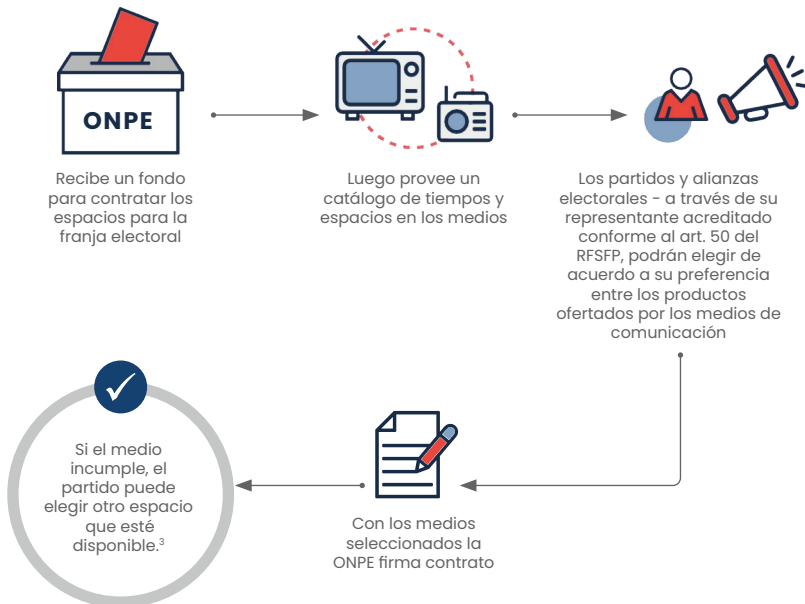 ONPE
Recibe un fondo
para contratar los
espacios para la
franja electoral
Luego provee un
catálogo de tiempos y
espacios en los medios
Los partidos y alianzas
electorales - a través de su
representante acreditado
conforme al art. 50 del
RFSFP, podrán elegir de
acuerdo a su preferencia
entre los productos
ofertados por los medios de
comunicación
Con los medios
seleccionados la
ONPE firma contrato
Si el medio
incumple, el
partido puede
elegir otro espacio
que esté
disponible.³